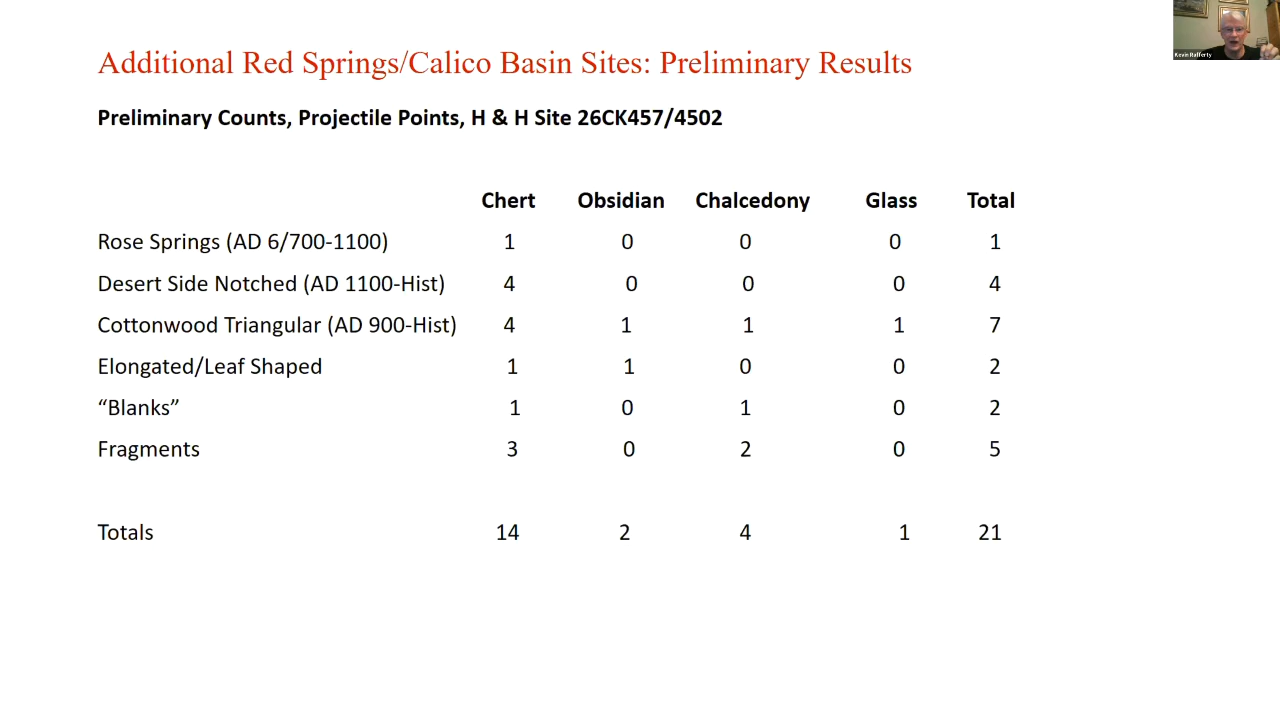 Additional Red Springs/Calico Basin Sites: Preliminary Results
Kevin Rafferty
Preliminary Counts, Projectile Points, H & H Site 26CK457/4502
Chert Obsidian Chalcedony Glass Total
Rose Springs (AD 6/700-1100) 1 0 0 0 1
Desert Side Notched (AD 1100-Hist) 4 0 0 0 4
Cottonwood Triangular (AD 900-Hist) 4 1 1 1 7
Elongated/Leaf Shaped 1 1 0 0 2
“Blanks” 1 0 1 0 2
Fragments 3 0 2 0 5
Totals 14 2 4 1 21